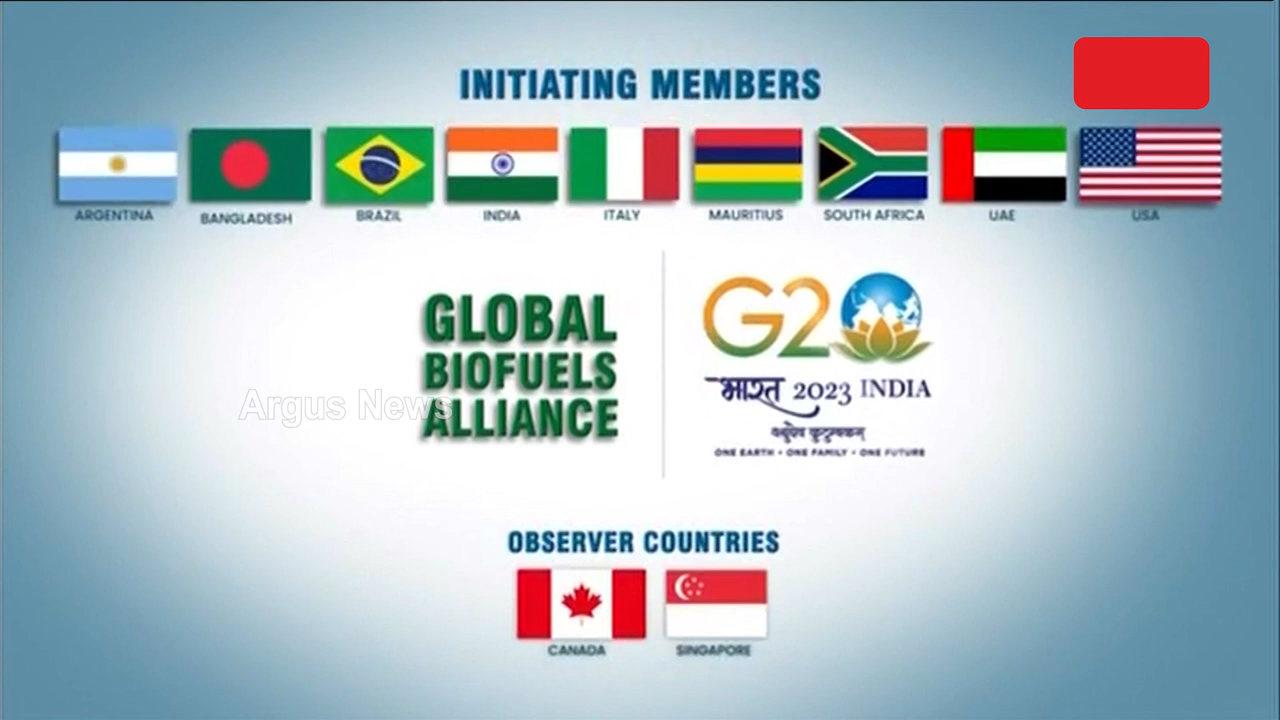 INITIATING MEMBERS
ARGENTINA
BANGLADESH
BRAZIL
INDIA
ITALY
MAURITIUS
SOUTH AFRICA
UAE
USA
GLOBAL
BIOFUELS
ALLIANCE
Argus News
G20
भारत 2023 INDIA
वसुधैव कुटुम्बकम्
ONE EARTH • ONE FAMILY • ONE FUTURE
OBSERVER COUNTRIES
CANADA
SINGAPORE